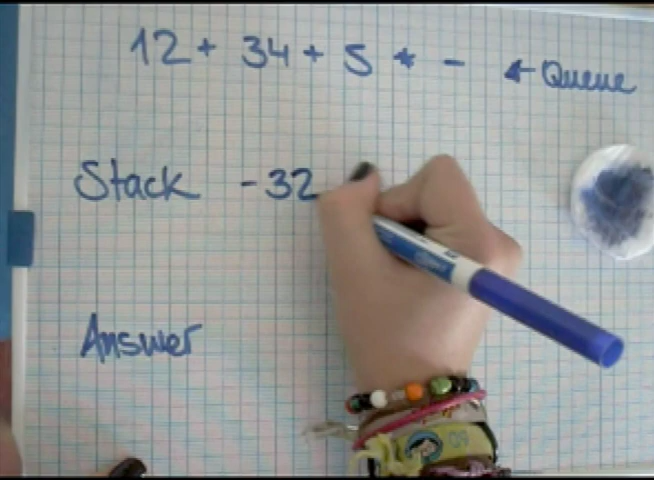 12 + 34 + 5 * - ← Queue
Stack -32
Answer